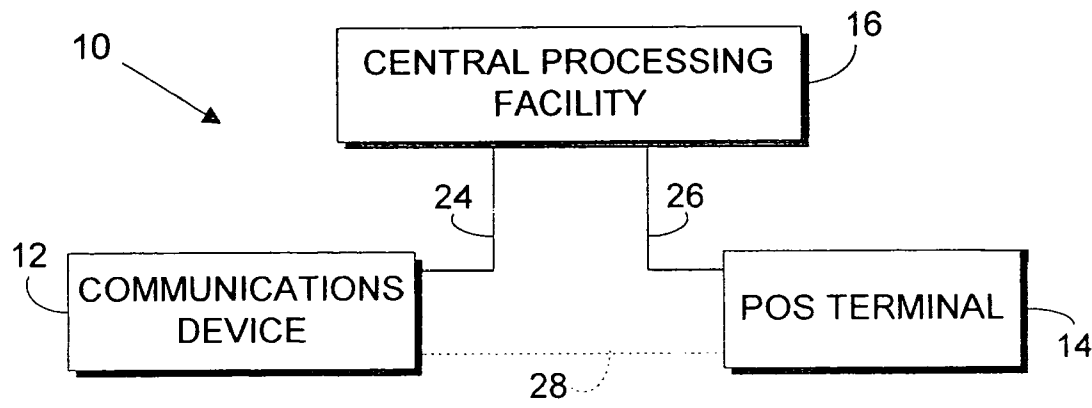 10
CENTRAL PROCESSING
FACILITY
16
24
26
12
COMMUNICATIONS
DEVICE
POS TERMINAL
14
28